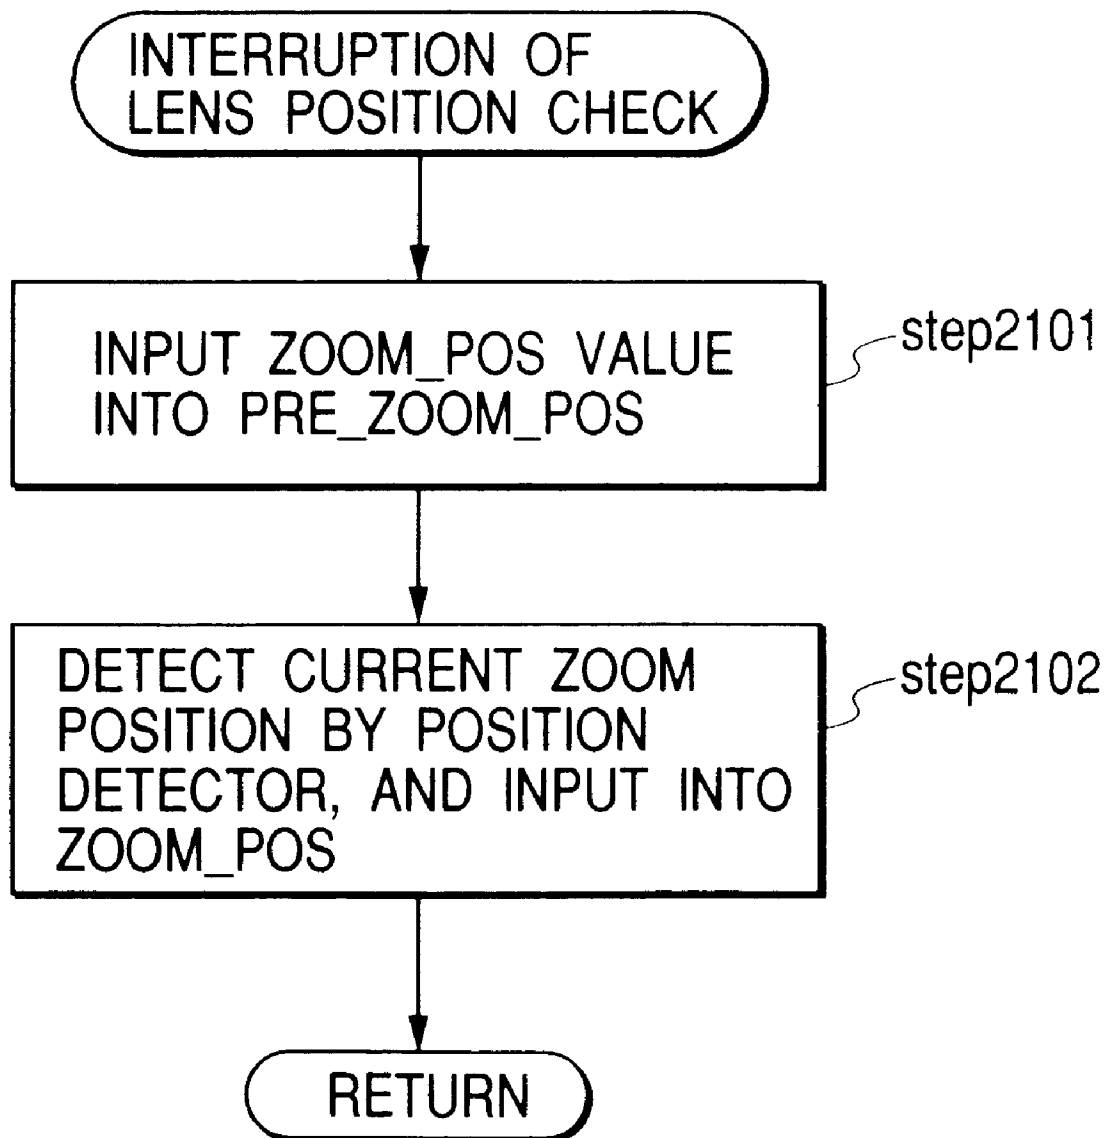 INTERRUPTION OF
LENS POSITION CHECK
INPUT ZOOM_POS VALUE
INTO PRE_ZOOM_POS
step2101
DETECT CURRENT ZOOM
POSITION BY POSITION
DETECTOR, AND INPUT INTO
ZOOM_POS
step2102
RETURN